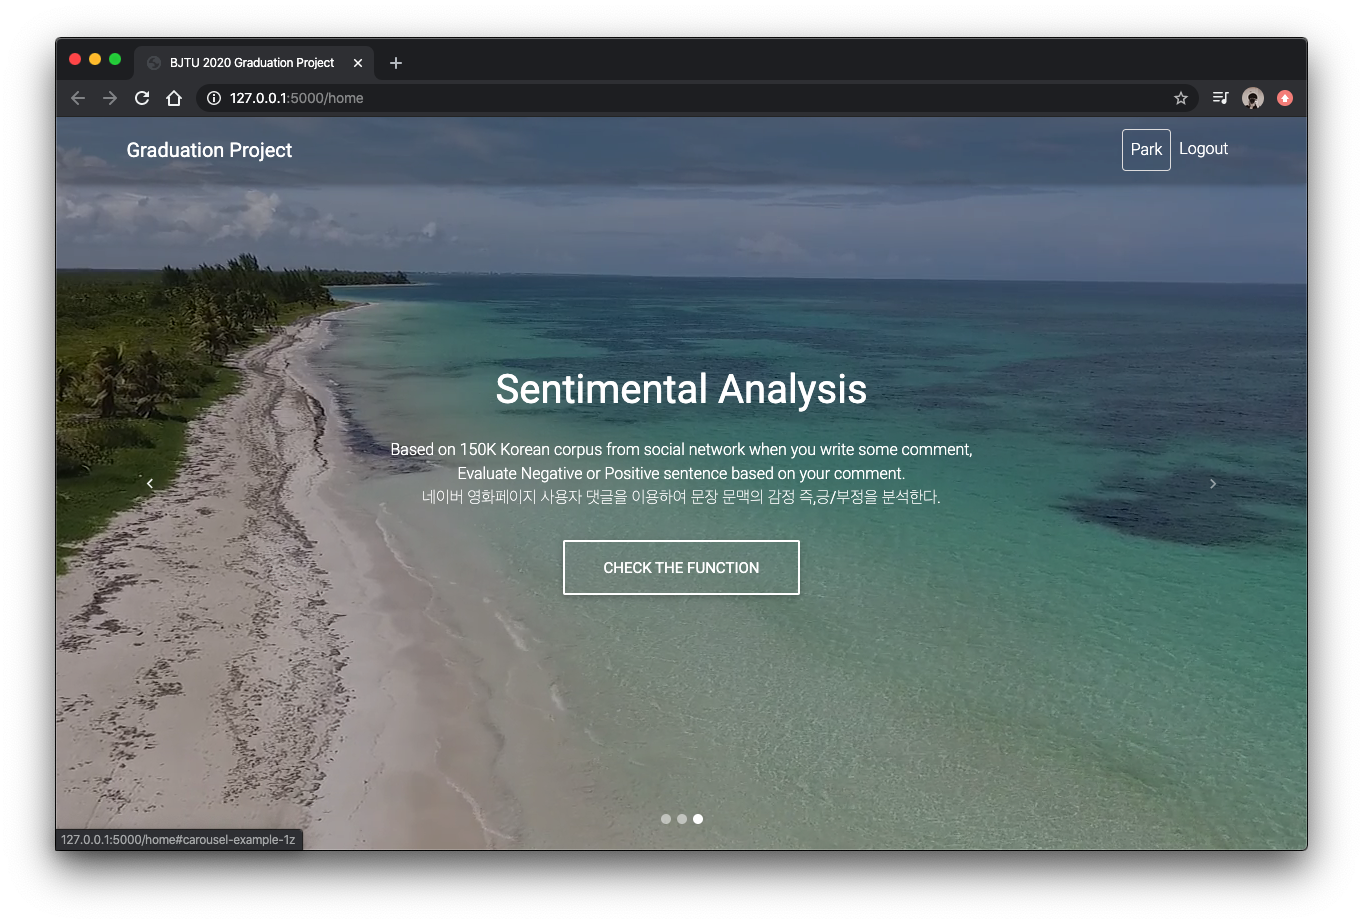 BJTU 2020 Graduation Project
127.0.0.1:5000/home
Graduation Project
Park
Logout
Sentimental Analysis
Based on 150K Korean corpus from social network when you write some comment,
Evaluate Negative or Positive sentence based on your comment.
네이버 영화페이지 사용자 댓글을 이용하여 문장 문맥의 감정 즉,긍/부정을 분석한다.
CHECK THE FUNCTION
127.0.0.1:5000/home#carousel-example-1z